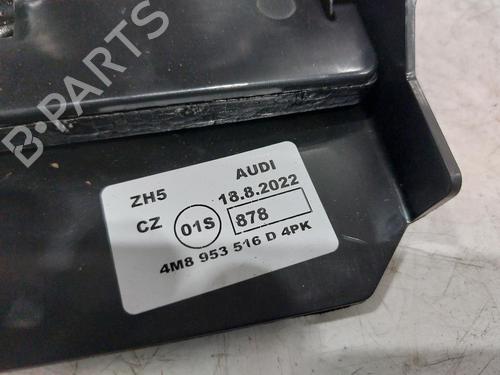 B-PARTS
ZH5 AUDI
CZ 01S 18.8.2022
878
4M8 953 516 D 4PK